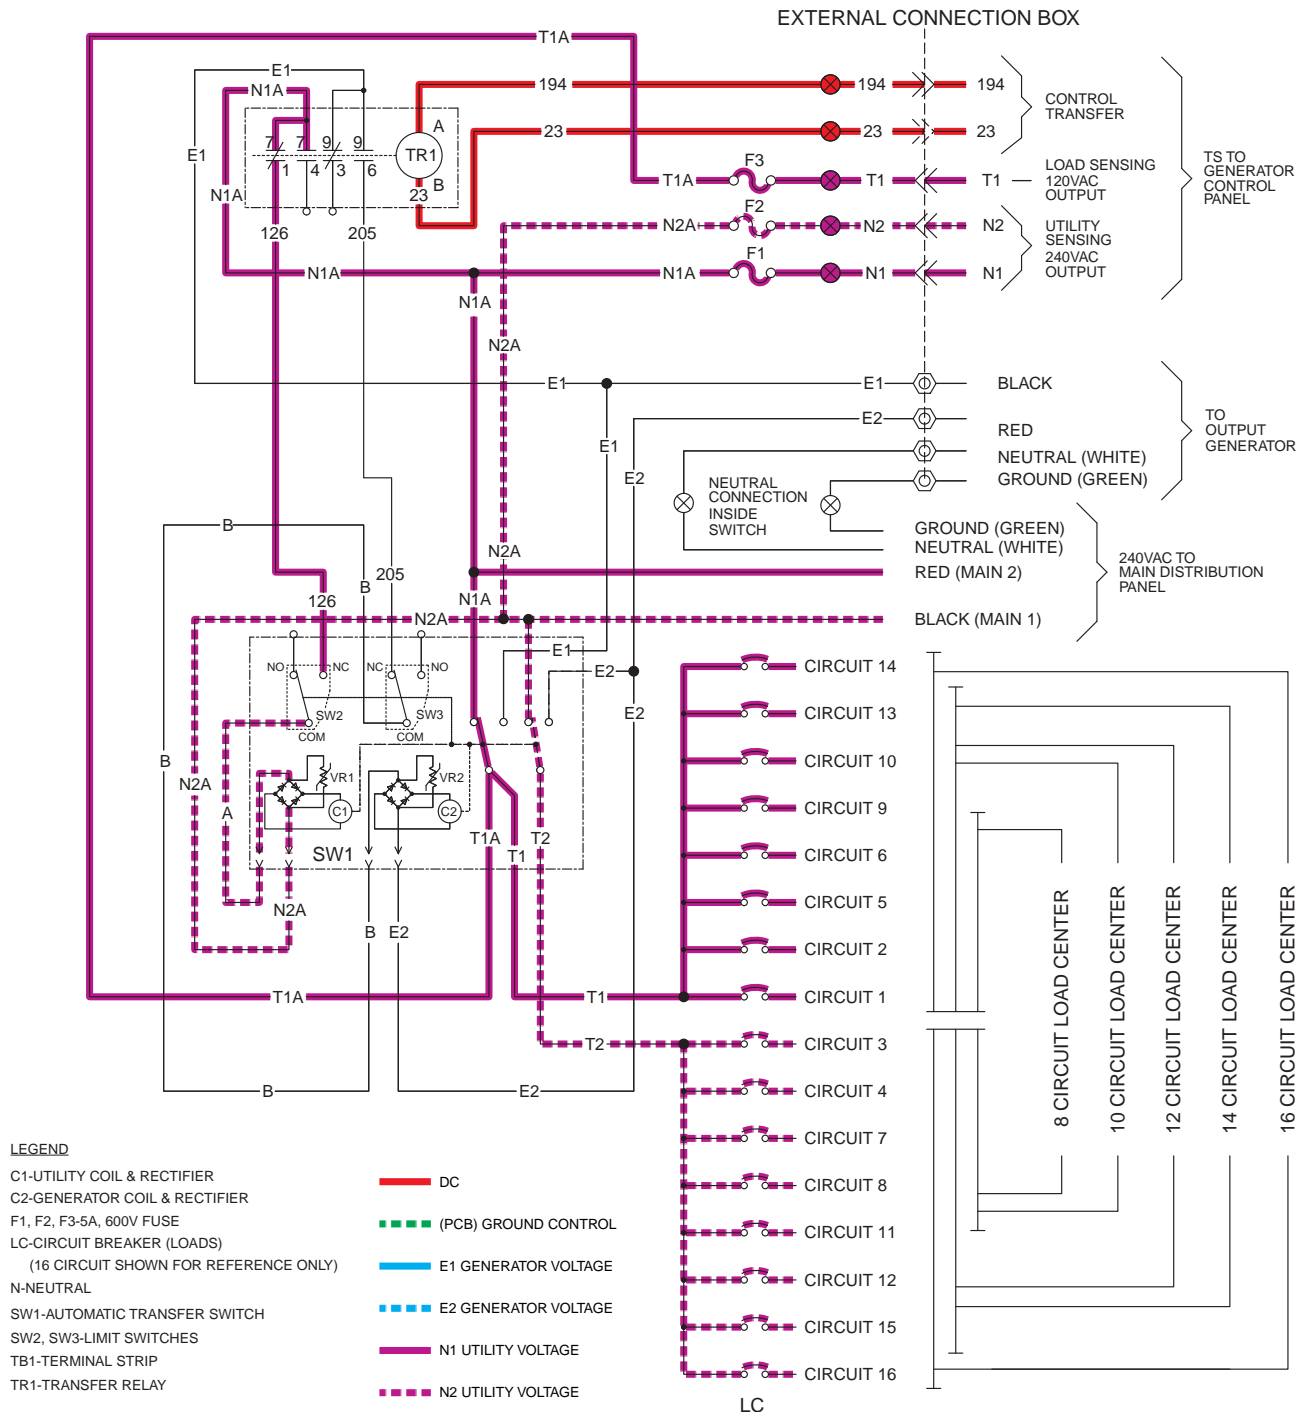 EXTERNAL CONNECTION BOX
T1A
E1
N1A
194
194
194
A
CONTROL
TRANSFER
23
23
23
7
7
9
9
TR1
E1
1
4
3
6
B
23
N1A
F3
T1A
T1
T1
LOAD SENSING
120VAC
OUTPUT
TS TO
GENERATOR
CONTROL
PANEL
F2
126
205
N2A
N2
N2
UTILITY
SENSING
240VAC
OUTPUT
F1
N1A
N1A
N1
N1
N1A
N2A
E1
E1
BLACK
E2
RED
TO
OUTPUT
GENERATOR
E1
NEUTRAL (WHITE)
E2
GROUND (GREEN)
NEUTRAL
CONNECTION
INSIDE
SWITCH
B
GROUND (GREEN)
NEUTRAL (WHITE)
N2A
240VAC TO
MAIN DISTRIBUTION
PANEL
205
B
RED (MAIN 2)
126
N1A
N2A
BLACK (MAIN 1)
E1
NO
NC
NC
NO
E2
CIRCUIT 14
SW2
SW3
COM
COM
E2
CIRCUIT 13
B
CIRCUIT 10
N2A
VR1
VR2
A
C1
C2
CIRCUIT 9
T1A
T2
SW1
T1
CIRCUIT 6
N2A
CIRCUIT 5
B
E2
CIRCUIT 2
T1A
T1
CIRCUIT 1
T2
CIRCUIT 3
B
E2
CIRCUIT 4
CIRCUIT 7
CIRCUIT 8
CIRCUIT 11
CIRCUIT 12
CIRCUIT 15
CIRCUIT 16
LC
8 CIRCUIT LOAD CENTER
10 CIRCUIT LOAD CENTER
12 CIRCUIT LOAD CENTER
14 CIRCUIT LOAD CENTER
16 CIRCUIT LOAD CENTER
LEGEND
C1-UTILITY COIL & RECTIFIER
C2-GENERATOR COIL & RECTIFIER
F1, F2, F3-5A, 600V FUSE
LC-CIRCUIT BREAKER (LOADS)
(16 CIRCUIT SHOWN FOR REFERENCE ONLY)
N-NEUTRAL
SW1-AUTOMATIC TRANSFER SWITCH
SW2, SW3-LIMIT SWITCHES
TB1-TERMINAL STRIP
TR1-TRANSFER RELAY
DC
(PCB) GROUND CONTROL
E1 GENERATOR VOLTAGE
E2 GENERATOR VOLTAGE
N1 UTILITY VOLTAGE
N2 UTILITY VOLTAGE